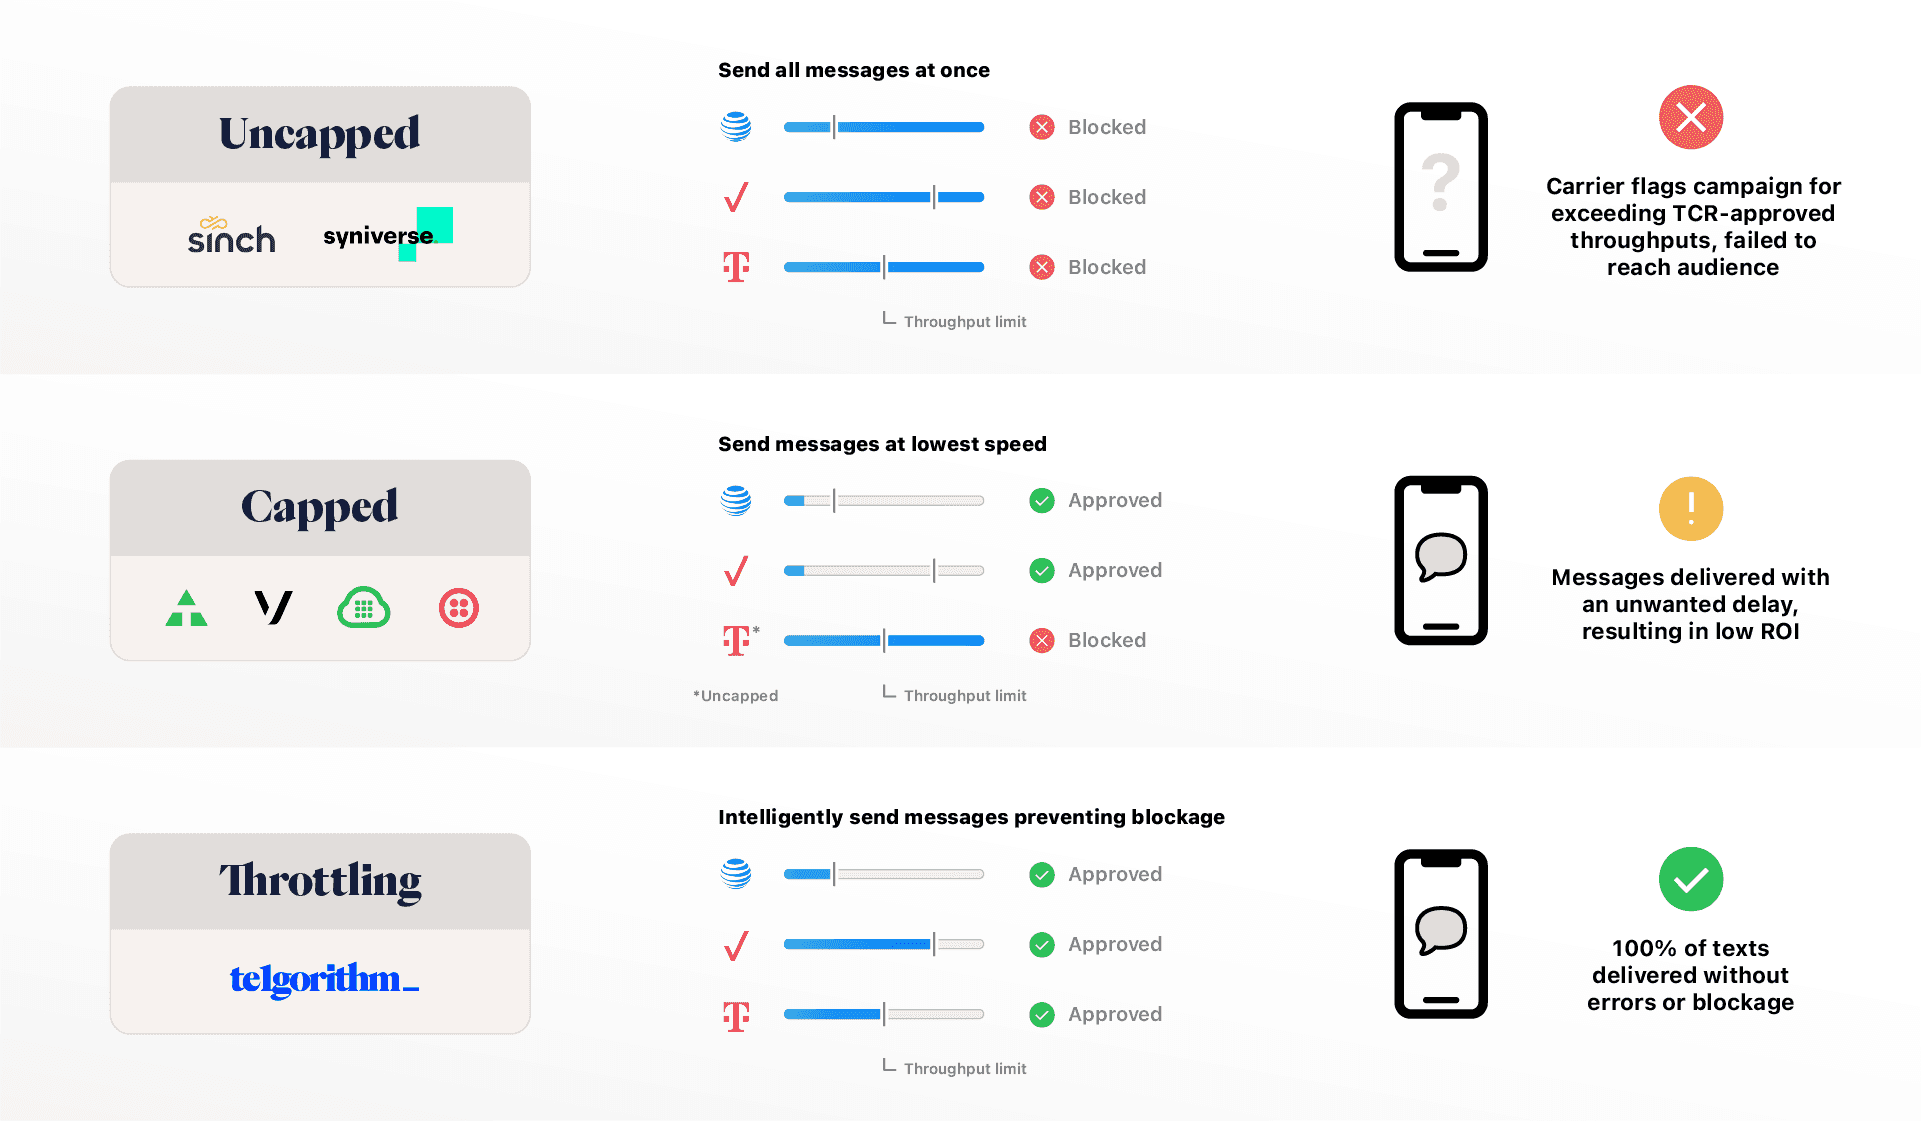 Uncapped
sinch
syniverse.
Send all messages at once
Blocked
Blocked
T
Blocked
Throughput limit
?
Carrier flags campaign for
exceeding TCR-approved
throughputs, failed to
reach audience
Capped
Send messages at lowest speed
Approved
Approved
T*
Blocked
*Uncapped
Throughput limit
!
Messages delivered with
an unwanted delay,
resulting in low ROI
Throttling
telgorithm_
Intelligently send messages preventing blockage
Approved
Approved
T
Approved
Throughput limit
100% of texts
delivered without
errors or blockage